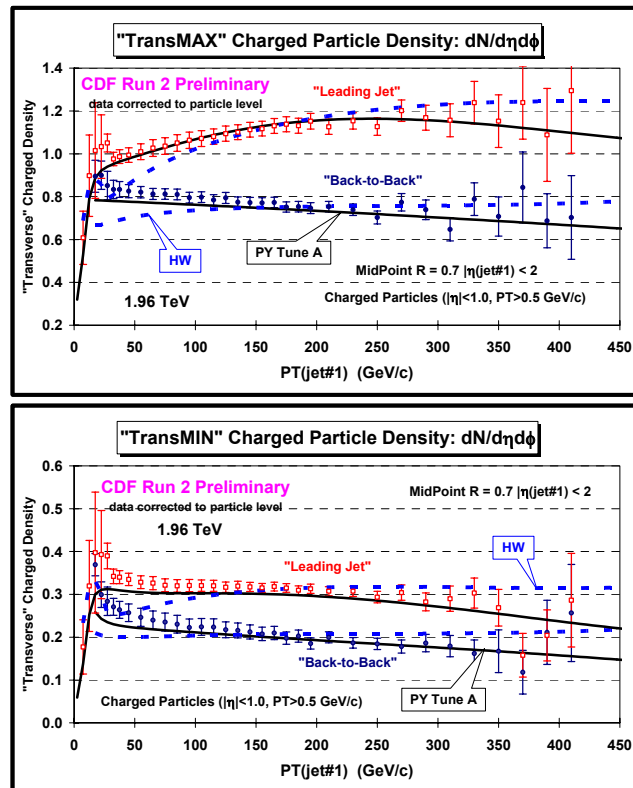 "TransMAX" Charged Particle Density: dN/dηdφ
CDF Run 2 Preliminary
data corrected to particle level
"Leading Jet"
"Back-to-Back"
HW
PY Tune A
MidPoint R = 0.7 |η(jet#1) < 2
1.96 TeV
Charged Particles (|η|<1.0, PT>0.5 GeV/c)
"Transverse" Charged Density
1.4
1.2
1.0
0.8
0.6
0.4
0.2
0 50 100 150 200 250 300 350 400 450
PT(jet#1) (GeV/c)
"TransMIN" Charged Particle Density: dN/dηdφ
CDF Run 2 Preliminary
data corrected to particle level
MidPoint R = 0.7 |η(jet#1) < 2
1.96 TeV
HW
"Leading Jet"
"Back-to-Back"
PY Tune A
Charged Particles (|η|<1.0, PT>0.5 GeV/c)
"Transverse" Charged Density
0.6
0.5
0.4
0.3
0.2
0.1
0.0
0 50 100 150 200 250 300 350 400 450
PT(jet#1) (GeV/c)